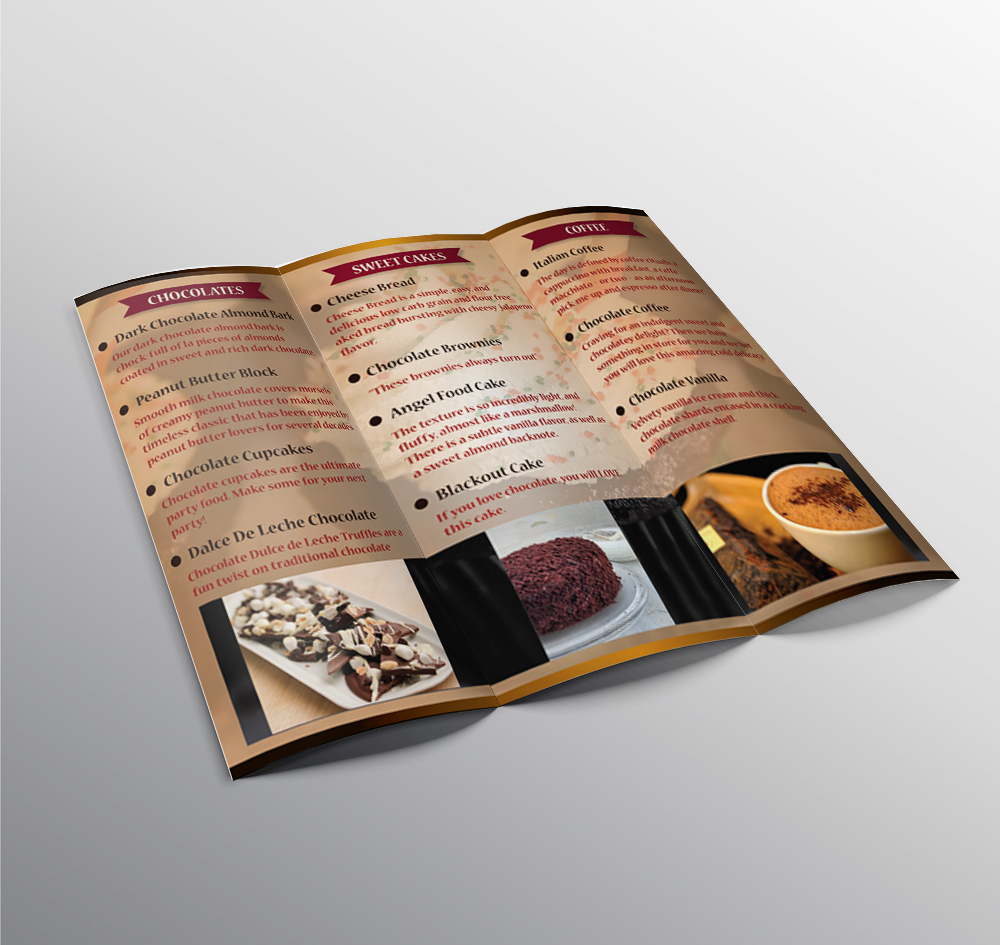 CHOCOLATES
Dark Chocolate Almond Bark
Our dark chocolate almond bark is
chock full of la pieces of almonds
coated in sweet and rich dark chocolate.
Peanut Butter Block
Smooth milk chocolate covers morsels
of creamy peanut butter to make this
timeless classic that has been enjoyed by
peanut butter lovers for several decades
Chocolate Cupcakes
Chocolate cupcakes are the ultimate
party food. Make some for your next
party!
Dalce De Leche Chocolate
Chocolate Dulce de Leche Truffles are a
fun twist on traditional chocolate
SWEET CAKES
Cheese Bread
Cheese Bread is a simple, easy, and
delicious low carb grain and flour free
aked bread bursting with cheesy jalapeno
flavor.
Chocolate Brownies
"These brownies always turn out"
Angel Food Cake
The texture is so incredibly light, and
fluffy, almost like a marshmallow.
There is a subtle vanilla flavor, as well as
a sweet almond backnote.
Blackout Cake
If you love chocolate, you will Love
this cake.
COFFEE
Italian Coffee
The day is defined by coffee rituals: a
cappuccino with breakfast, a caffè
macchiato - or two - as an afternoon
pick me up, and espresso after dinner.
Chocolate Coffee
Craving for an indulgent sweet and
chocolatey delight? Then we have
something in store for you and we bet
you will love this amazing cold delicacy
Chocolate Vanilla
Velvety vanilla ice cream and thick
chocolate shards encased in a cracking
milk chocolate shell.